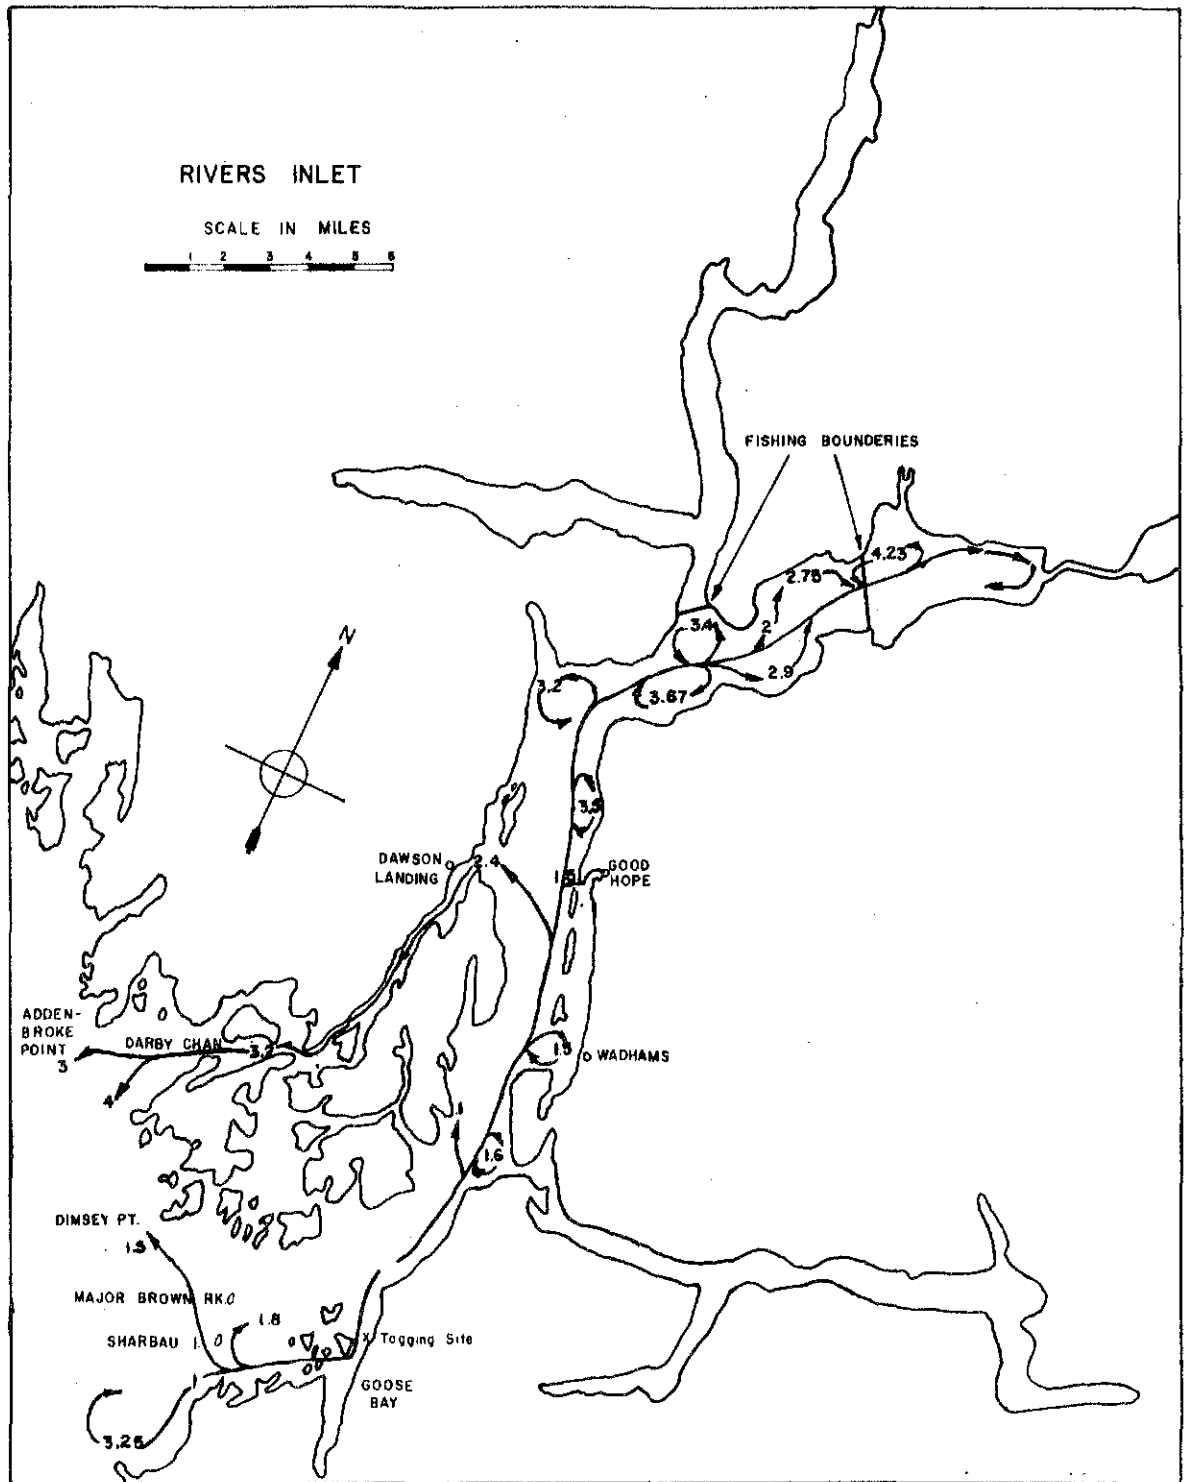 RIVERS INLET
SCALE IN MILES
1 2 3 4 5 6
FISHING BOUNDERIES
4.23
2.75
3.4
2
2.9
3.2
3.67
N
3.5
DAWSON
LANDING
2.4
1.5
GOOD
HOPE
ADDEN-
BROKE
POINT
3
DARBY CHAN
4
1.5
WADHAMS
1
1.6
DIMSEY PT.
1.5
MAJOR BROWN RK.
1.8
SHARBAU I.
x Tagging Site
1
GOOSE
BAY
3.25